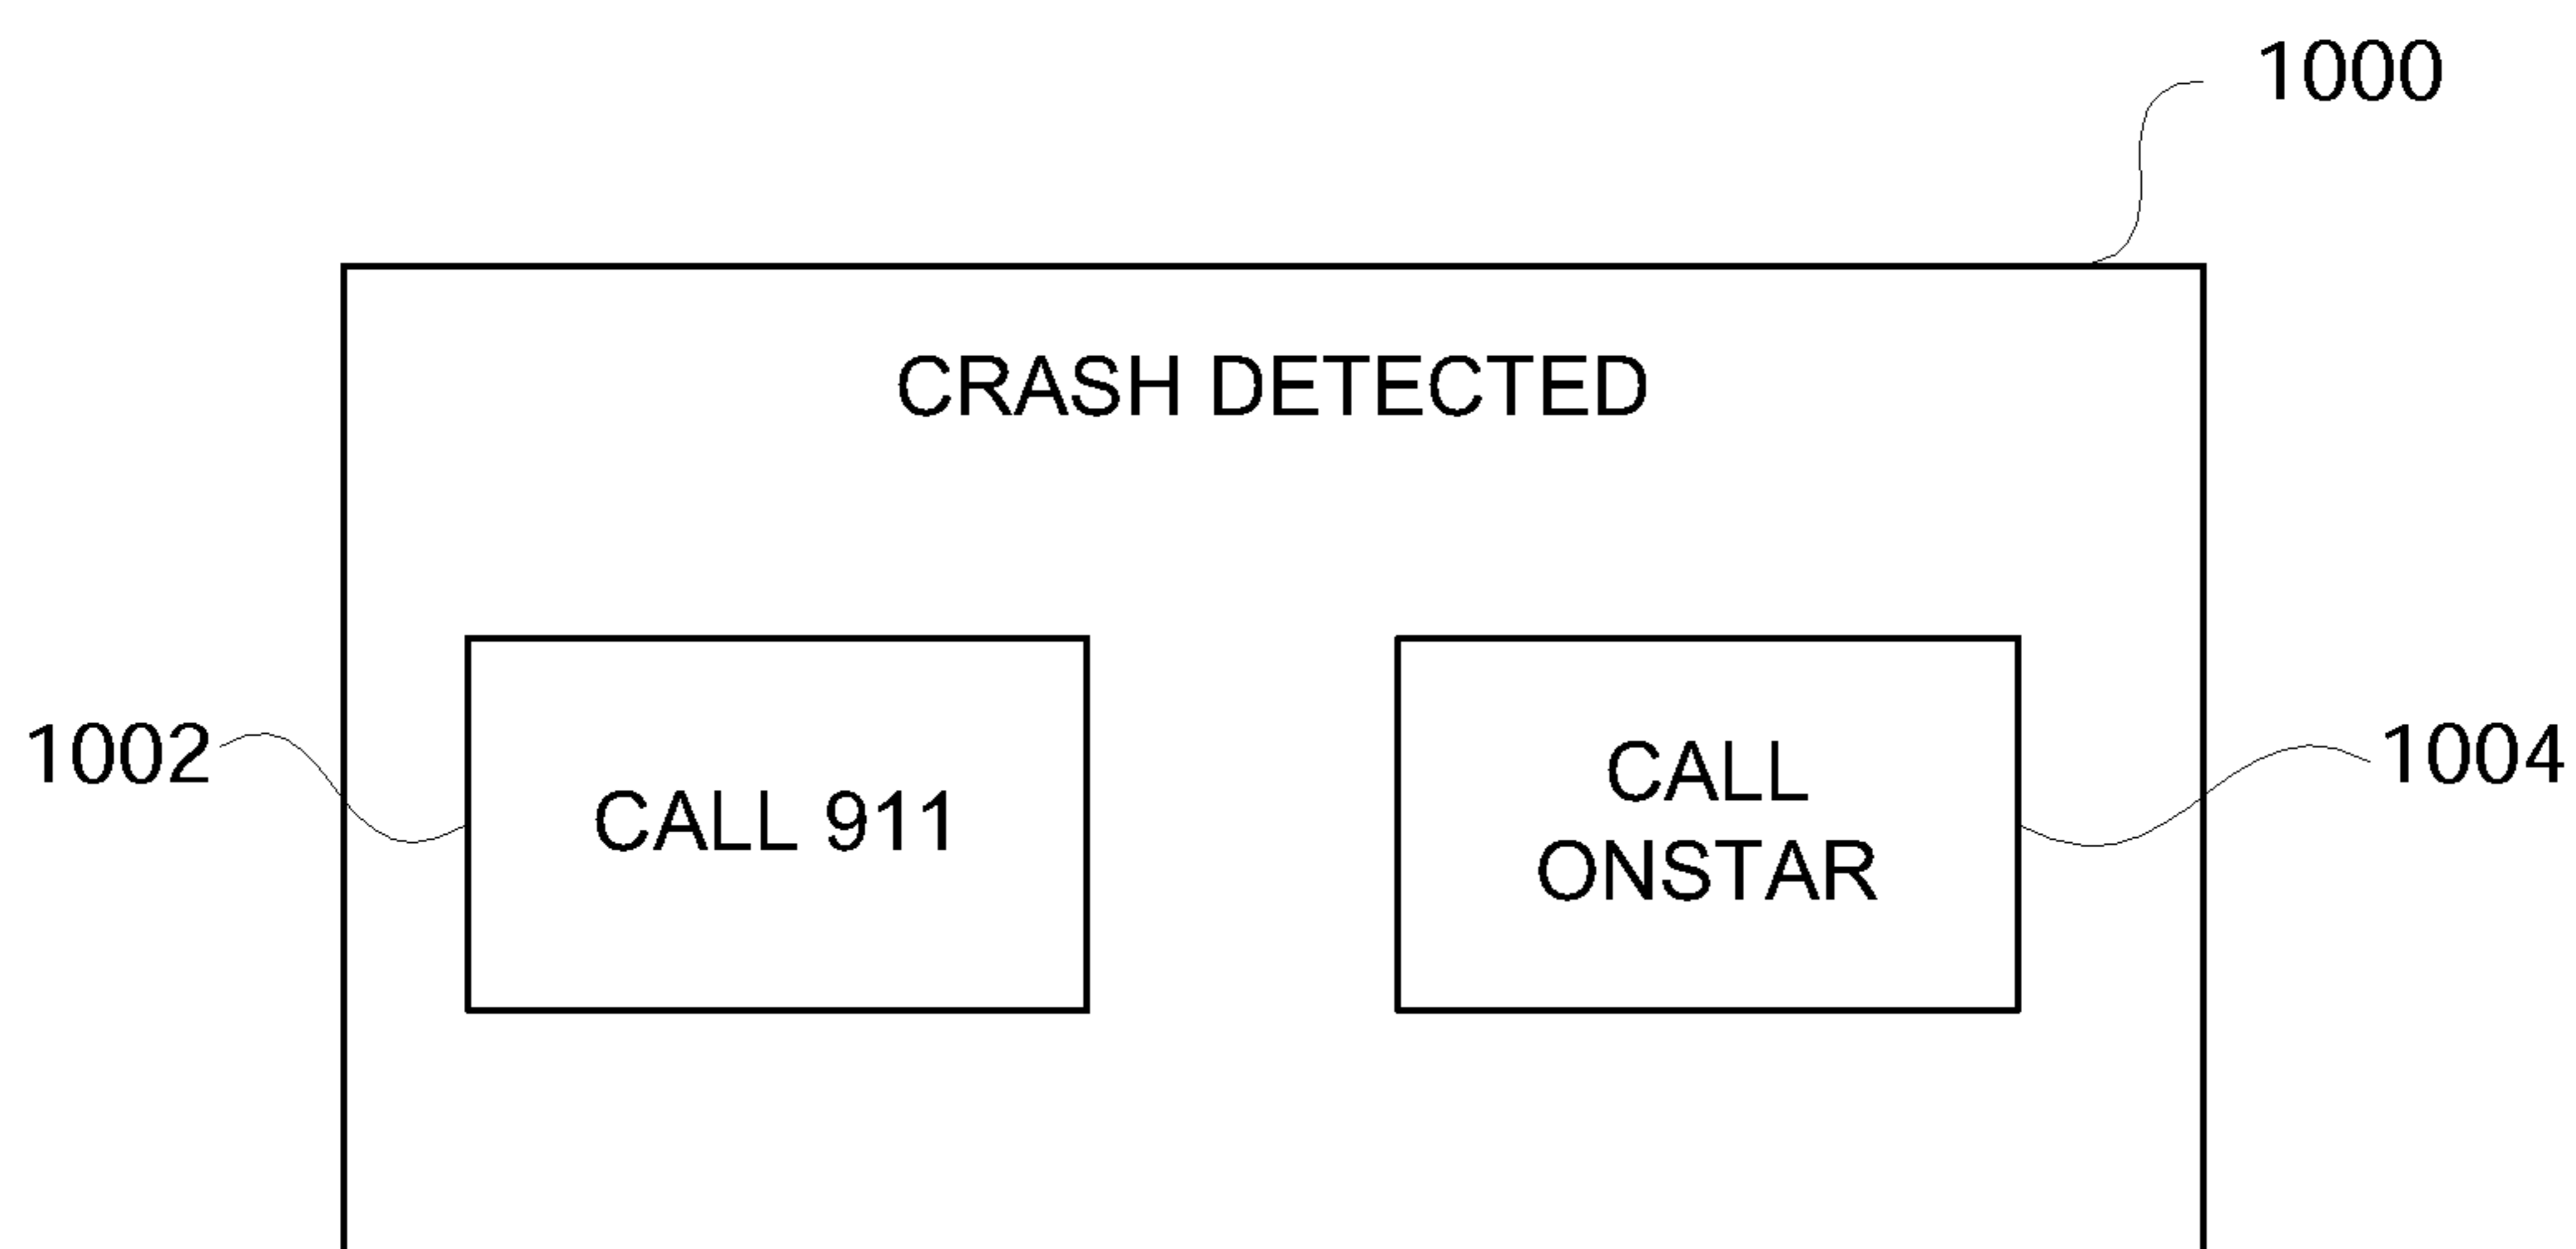 1000
CRASH DETECTED
1002
CALL 911
CALL
ONSTAR
1004